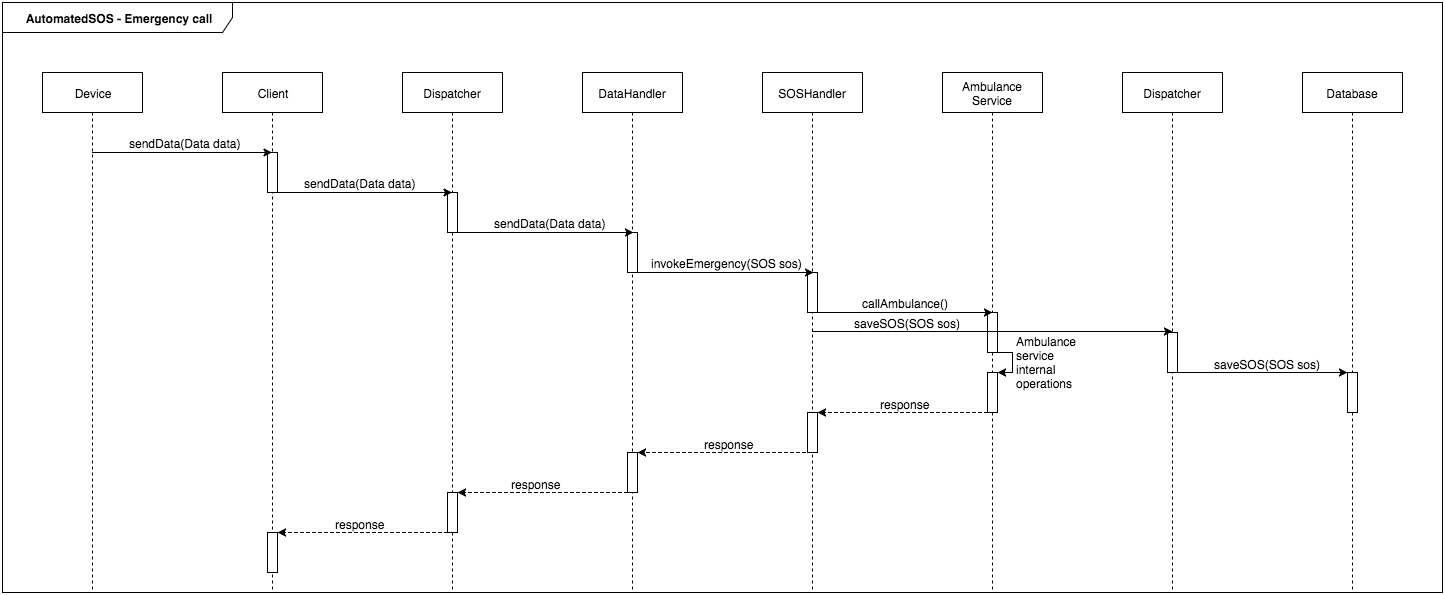 AutomatedSOS - Emergency call
Device
Client
Dispatcher
DataHandler
SOSHandler
Ambulance
Service
Dispatcher
Database
sendData(Data data)
sendData(Data data)
sendData(Data data)
invokeEmergency(SOS sos)
callAmbulance()
saveSOS(SOS sos)
Ambulance
service
internal
operations
saveSOS(SOS sos)
response
response
response
response